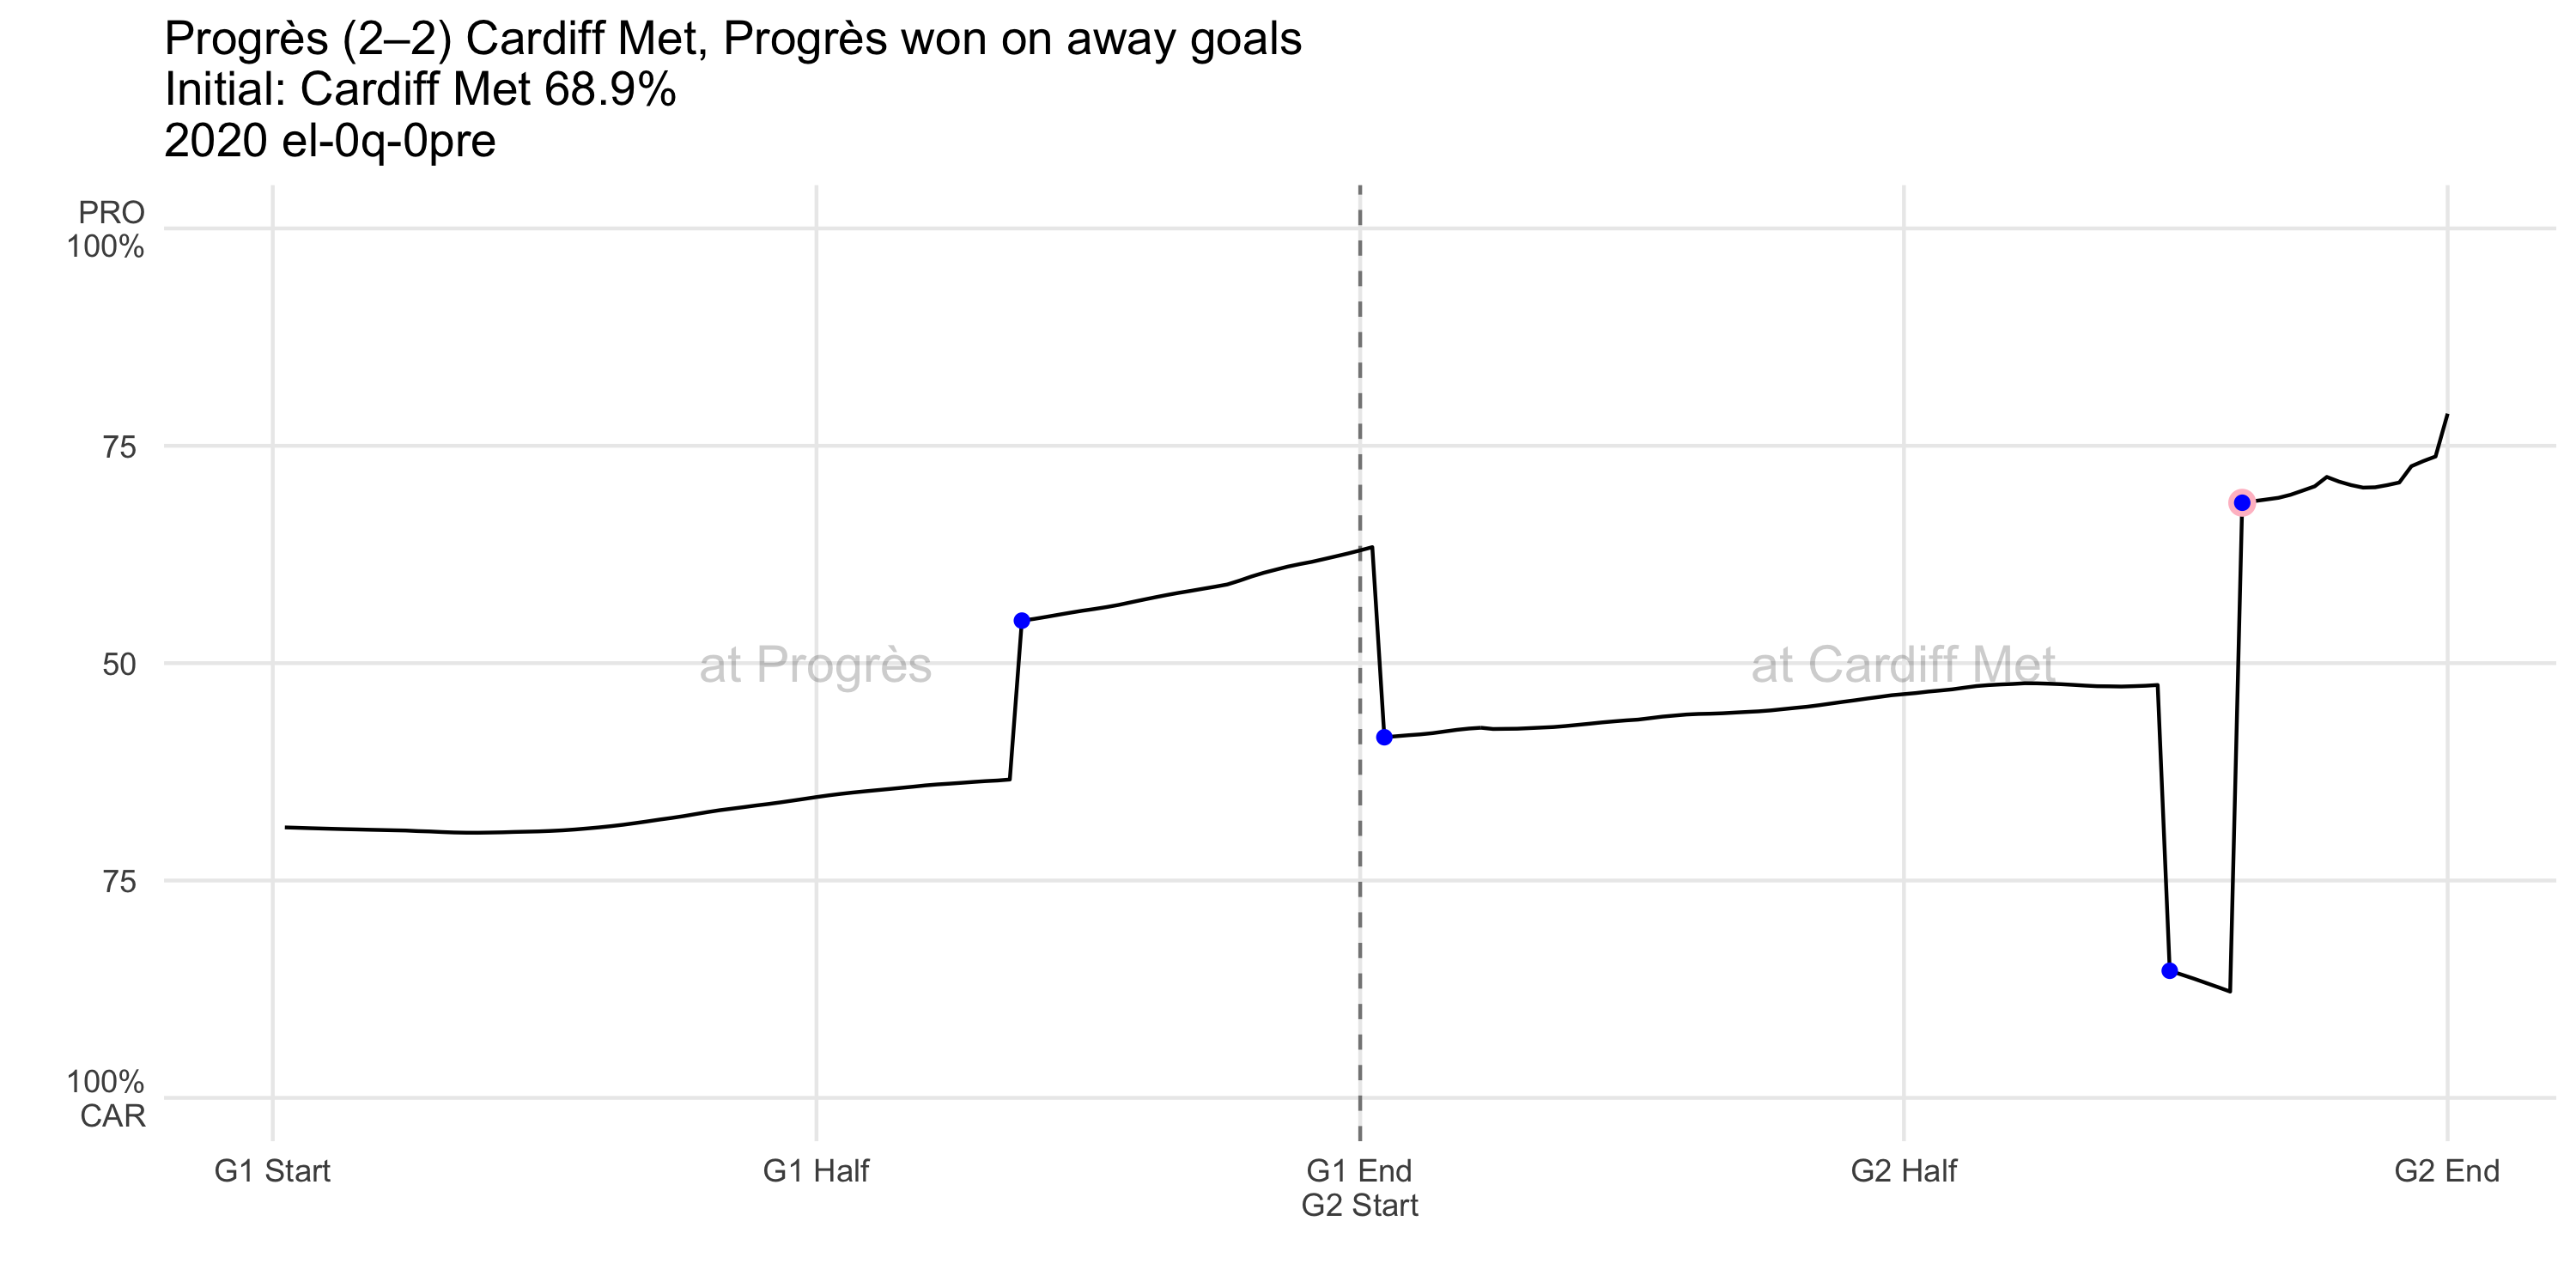 Progrès (2–2) Cardiff Met, Progrès won on away goals
Initial: Cardiff Met 68.9%
2020 el-0q-0pre
PRO
100%
75
50
75
100%
CAR
at Progrès
at Cardiff Met
G1 Start
G1 Half
G1 End
G2 Start
G2 Half
G2 End